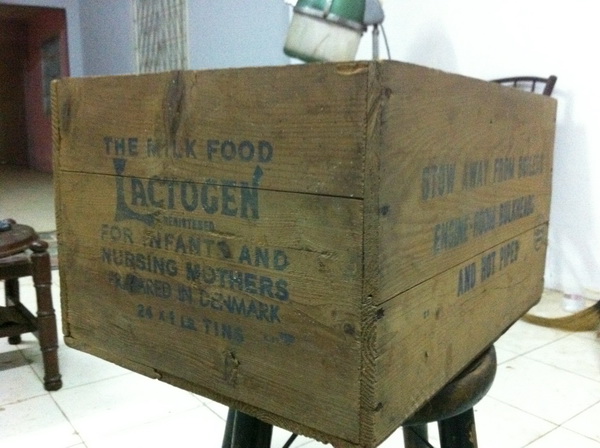 THE MILK FOOD
LACTOGEN
REGISTERED
FOR INFANTS AND
NURSING MOTHERS
PREPARED IN DENMARK
24 x 1 LB. TINS
STOW AWAY FROM BOILERS
ENGINE-ROOM BULKHEADS
AND HOT PIPES